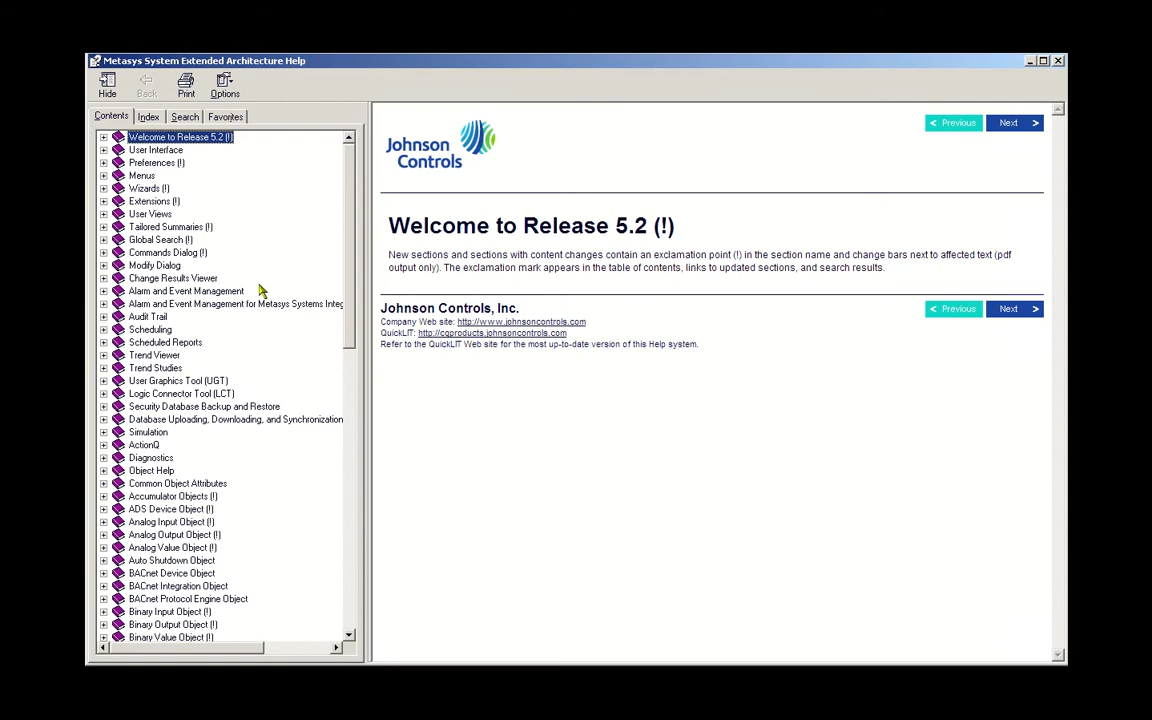 Metasys System Extended Architecture Help
Hide
Back
Print
Options
Contents
Index
Search
Favorites
Welcome to Release 5.2 (!)
User Interface
Preferences (!)
Menus
Wizards (!)
Extensions (!)
User Views
Tailored Summaries (!)
Global Search (!)
Commands Dialog (!)
Modify Dialog
Change Results Viewer
Alarm and Event Management
Alarm and Event Management for Metasys Systems Integ
Audit Trail
Scheduling
Scheduled Reports
Trend Viewer
Trend Studies
User Graphics Tool (UGT)
Logic Connector Tool (LCT)
Security Database Backup and Restore
Database Uploading, Downloading, and Synchronization
Simulation
ActionQ
Diagnostics
Object Help
Common Object Attributes
Accumulator Objects (!)
ADS Device Object (!)
Analog Input Object (!)
Analog Output Object (!)
Analog Value Object (!)
Auto Shutdown Object
BACnet Device Object
BACnet Integration Object
BACnet Protocol Engine Object
Binary Input Object (!)
Binary Output Object (!)
Binary Value Object (!)
Johnson
Controls
< Previous
Next >
Welcome to Release 5.2 (!)
New sections and sections with content changes contain an exclamation point (!) in the section name and change bars next to affected text (pdf
output only). The exclamation mark appears in the table of contents, links to updated sections, and search results.
Johnson Controls, Inc.
< Previous
Next >
Company Web site: http://www.johnsoncontrols.com
QuickLIT: http://cgproducts.johnsoncontrols.com
Refer to the QuickLIT Web site for the most up-to-date version of this Help system.